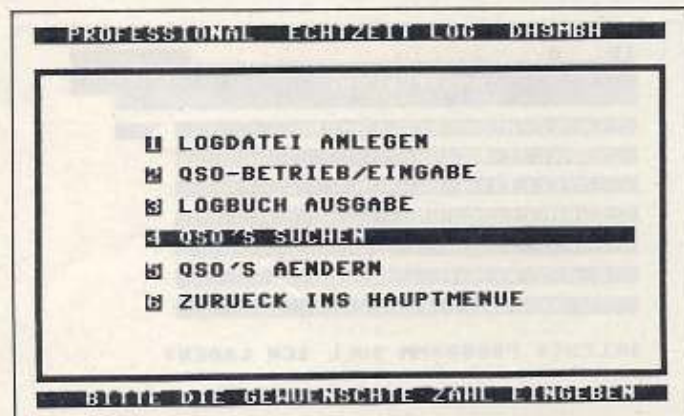 PROFESSIONAL ECHTZEIT LOG DH9MBH
1 LOGDATEI ANLEGEN
2 QSO-BETRIEB/EINGABE
3 LOGBUCH AUSGABE
4 QSO'S SUCHEN
5 QSO'S AENDERN
6 ZURUECK INS HAUPTMENUE
BITTE DIE GEWUENSCHTE ZAHL EINGEBEN